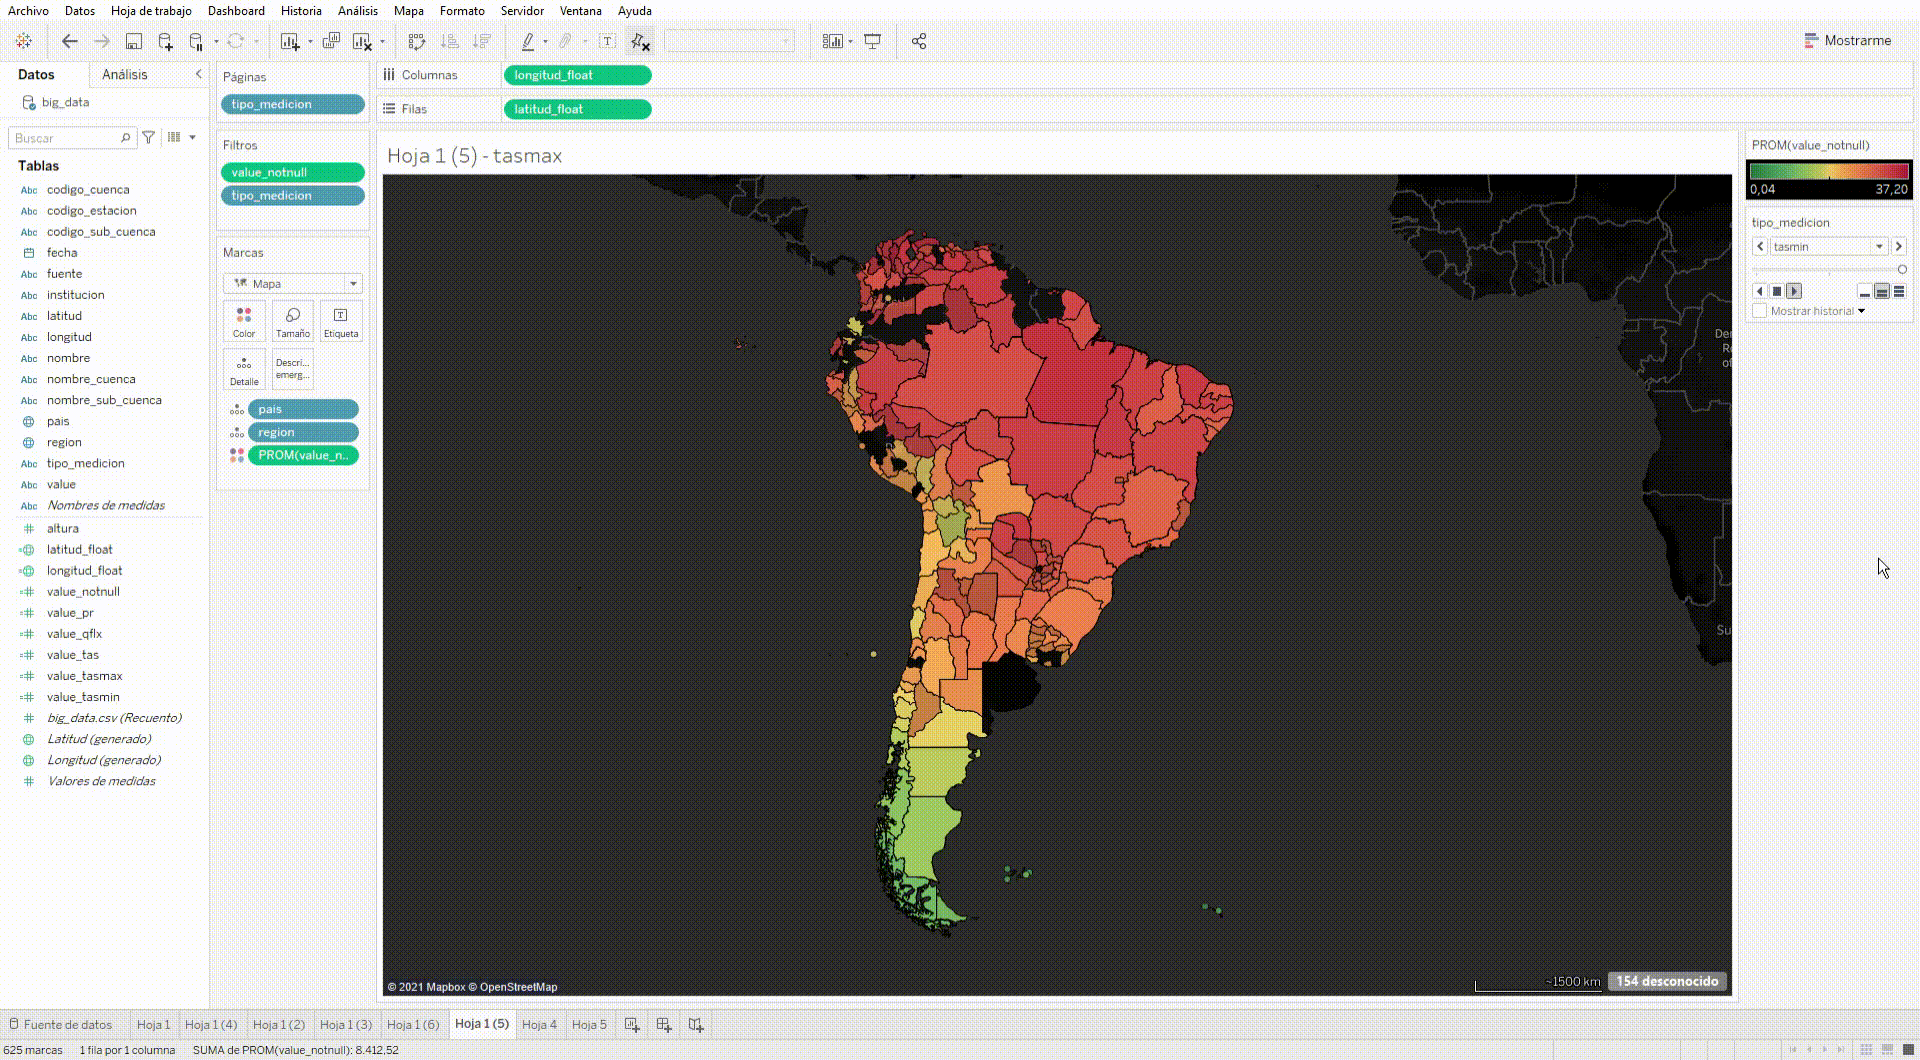 Archivo Datos Hoja de trabajo Dashboard Historia Análisis Mapa Formato Servidor Ventana Ayuda
Mostrarme
Datos Análisis
big_data
Buscar
Tablas
Abc codigo_cuenca
Abc codigo_estacion
Abc codigo_sub_cuenca
fecha
Abc fuente
Abc institucion
Abc latitud
Abc longitud
Abc nombre
Abc nombre_cuenca
Abc nombre_sub_cuenca
pais
region
Abc tipo_medicion
Abc value
Abc Nombres de medidas
# altura
latitud_float
longitud_float
=# value_notnull
=# value_pr
=# value_qflx
=# value_tas
=# value_tasmax
=# value_tasmin
# big_data.csv (Recuento)
Latitud (generado)
Longitud (generado)
# Valores de medidas
Páginas
tipo_medicion
Filtros
value_notnull
tipo_medicion
Marcas
Mapa
Color Tamaño Etiqueta
Detalle Descri... emerg...
pais
region
PROM(value_n..
Columnas longitud_float
Filas latitud_float
Hoja 1 (5) - tasmax
Der
Ro
of
Su
© 2021 Mapbox © OpenStreetMap
~1500 km
154 desconocido
PROM(value_notnull)
0,04 37,20
tipo_medicion
tasmin
Mostrar historial
Fuente de datos Hoja 1 Hoja 1 (4) Hoja 1 (2) Hoja 1 (3) Hoja 1 (6) Hoja 1 (5) Hoja 4 Hoja 5
625 marcas 1 fila por 1 columna SUMA de PROM(value_notnull): 8.412,52